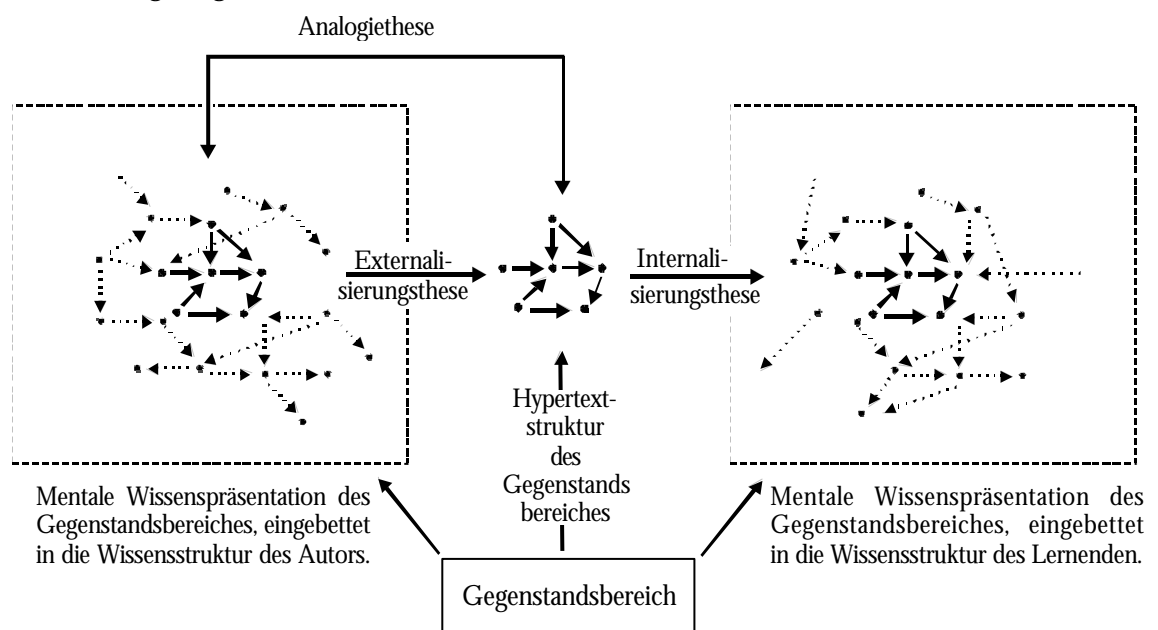 Analogiethese
Externali-
sierungsthese
Internali-
sierungsthese
Hypertext-
struktur
des
Gegenstands
bereiches
Mentale Wissenspräsentation des
Gegenstandsbereiches, eingebettet
in die Wissensstruktur des Autors.
Mentale Wissenspräsentation des
Gegenstandsbereiches, eingebettet
in die Wissensstruktur des Lernenden.
Gegenstandsbereich